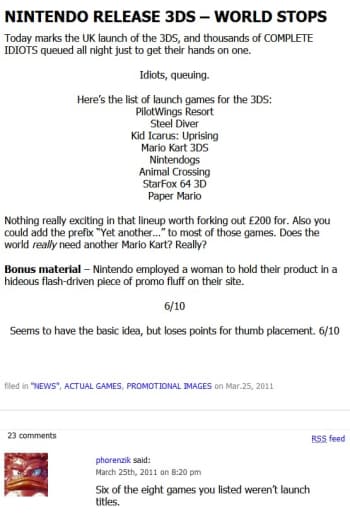 NINTENDO RELEASE 3DS – WORLD STOPS
Today marks the UK launch of the 3DS, and thousands of COMPLETE
IDIOTS queued all night just to get their hands on one.
Idiots, queuing.
Here's the list of launch games for the 3DS:
PilotWings Resort
Steel Diver
Kid Icarus: Uprising
Mario Kart 3DS
Nintendogs
Animal Crossing
StarFox 64 3D
Paper Mario
Nothing really exciting in that lineup worth forking out £200 for. Also you
could add the prefix "Yet another..." to most of those games. Does the
world really need another Mario Kart? Really?
Bonus material – Nintendo employed a woman to hold their product in a
hideous flash-driven piece of promo fluff on their site.
6/10
Seems to have the basic idea, but loses points for thumb placement. 6/10
filed in "NEWS", ACTUAL GAMES, PROMOTIONAL IMAGES on Mar.25, 2011
23 comments
RSS feed
phorenzik said:
March 25th, 2011 on 8:20 pm
Six of the eight games you listed weren't launch
titles.